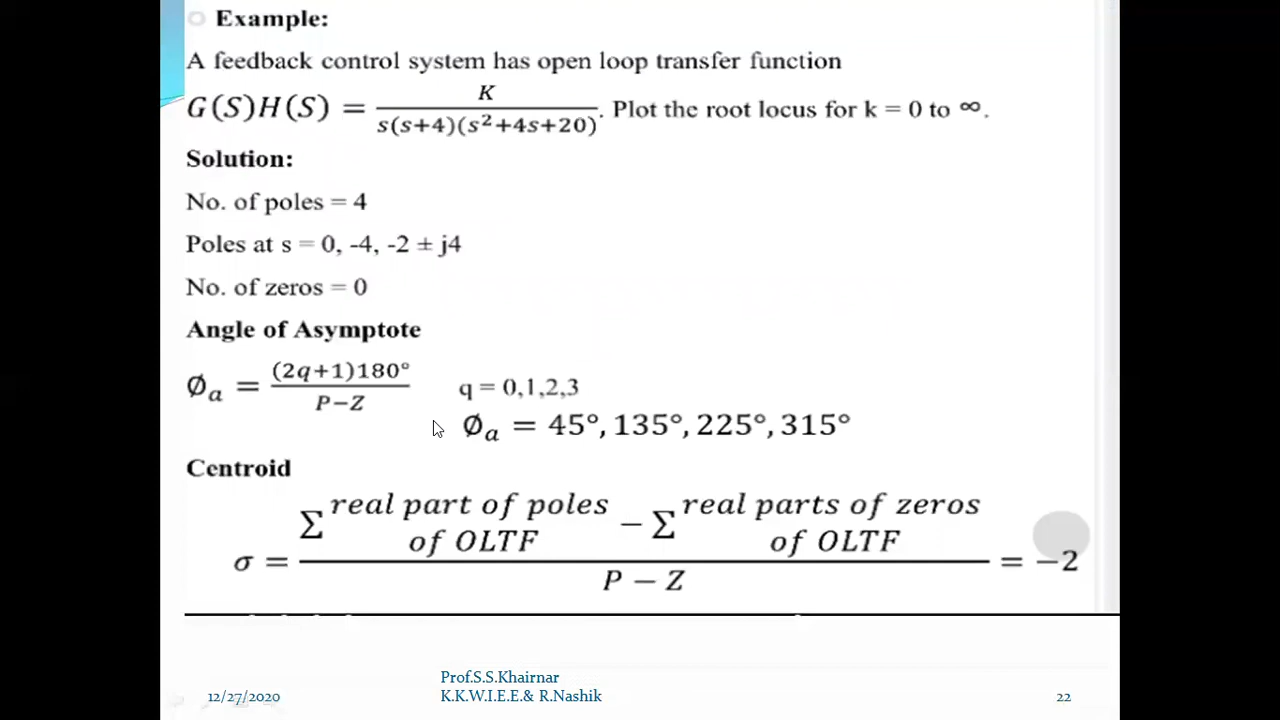 Example:
A feedback control system has open loop transfer function
G(S)H(S) = K / s(s+4)(s²+4s+20). Plot the root locus for k = 0 to ∞.
Solution:
No. of poles = 4
Poles at s = 0, -4, -2 ± j4
No. of zeros = 0
Angle of Asymptote
∅a = (2q+1)180° / P−Z q = 0,1,2,3
∅a = 45°, 135°, 225°, 315°
Centroid
σ = Σ real part of poles of OLTF − Σ real parts of zeros of OLTF / P − Z = −2
12/27/2020
Prof.S.S.Khairnar
K.K.W.I.E.E.& R.Nashik
22